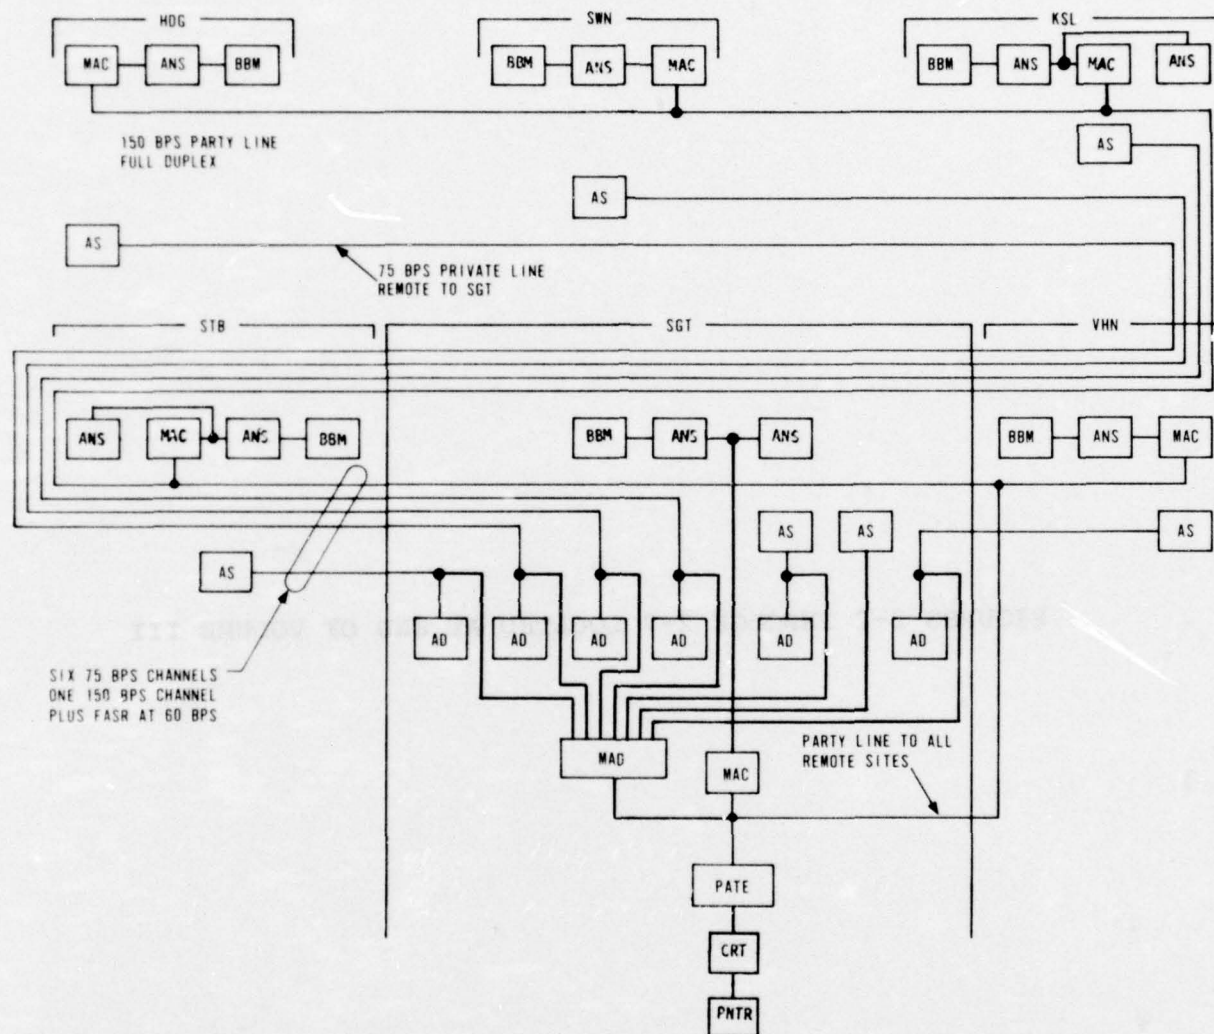 HDG
SWN
KSL
MAC ANS BBM
BBM ANS MAC
BBM ANS MAC ANS
150 BPS PARTY LINE
FULL DUPLEX
AS
AS
AS
75 BPS PRIVATE LINE
REMOTE TO SGT
STB
SGT
VHN
ANS MAC ANS BBM
BBM ANS ANS
BBM ANS MAC
AS AS
AS
AS
AD AD AD AD AD AD
SIX 75 BPS CHANNELS
ONE 150 BPS CHANNEL
PLUS FASR AT 60 BPS
MAD
MAC
PARTY LINE TO ALL
REMOTE SITES
PATE
CRT
PNTR